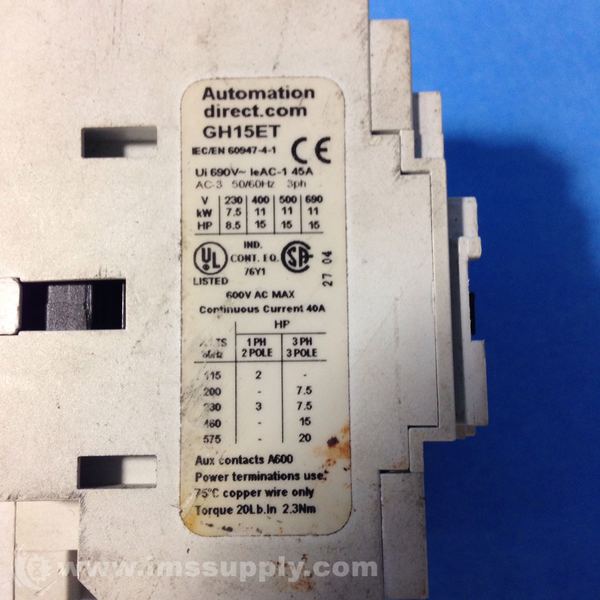 Automation
direct.com
GH15ET
IEC/EN 60947-4-1
CE
Ui 690V~ IeAC-1 45A
AC-3 50/60Hz 3ph
V 230 400 500 690
kW 7.5 11 11 11
HP 8.5 15 15 15
UL
LISTED
IND.
CONT. EQ.
76Y1
SA
27 04
600V AC MAX
Continuous Current 40A
HP
1 PH 3 PH
60Hz 2 POLE 3 POLE
115 2 -
200 - 7.5
230 3 7.5
460 - 15
575 - 20
Aux contacts A600
Power terminations use
75°C copper wire only
Torque 20Lb.In 2.3Nm
www.imssupply.com